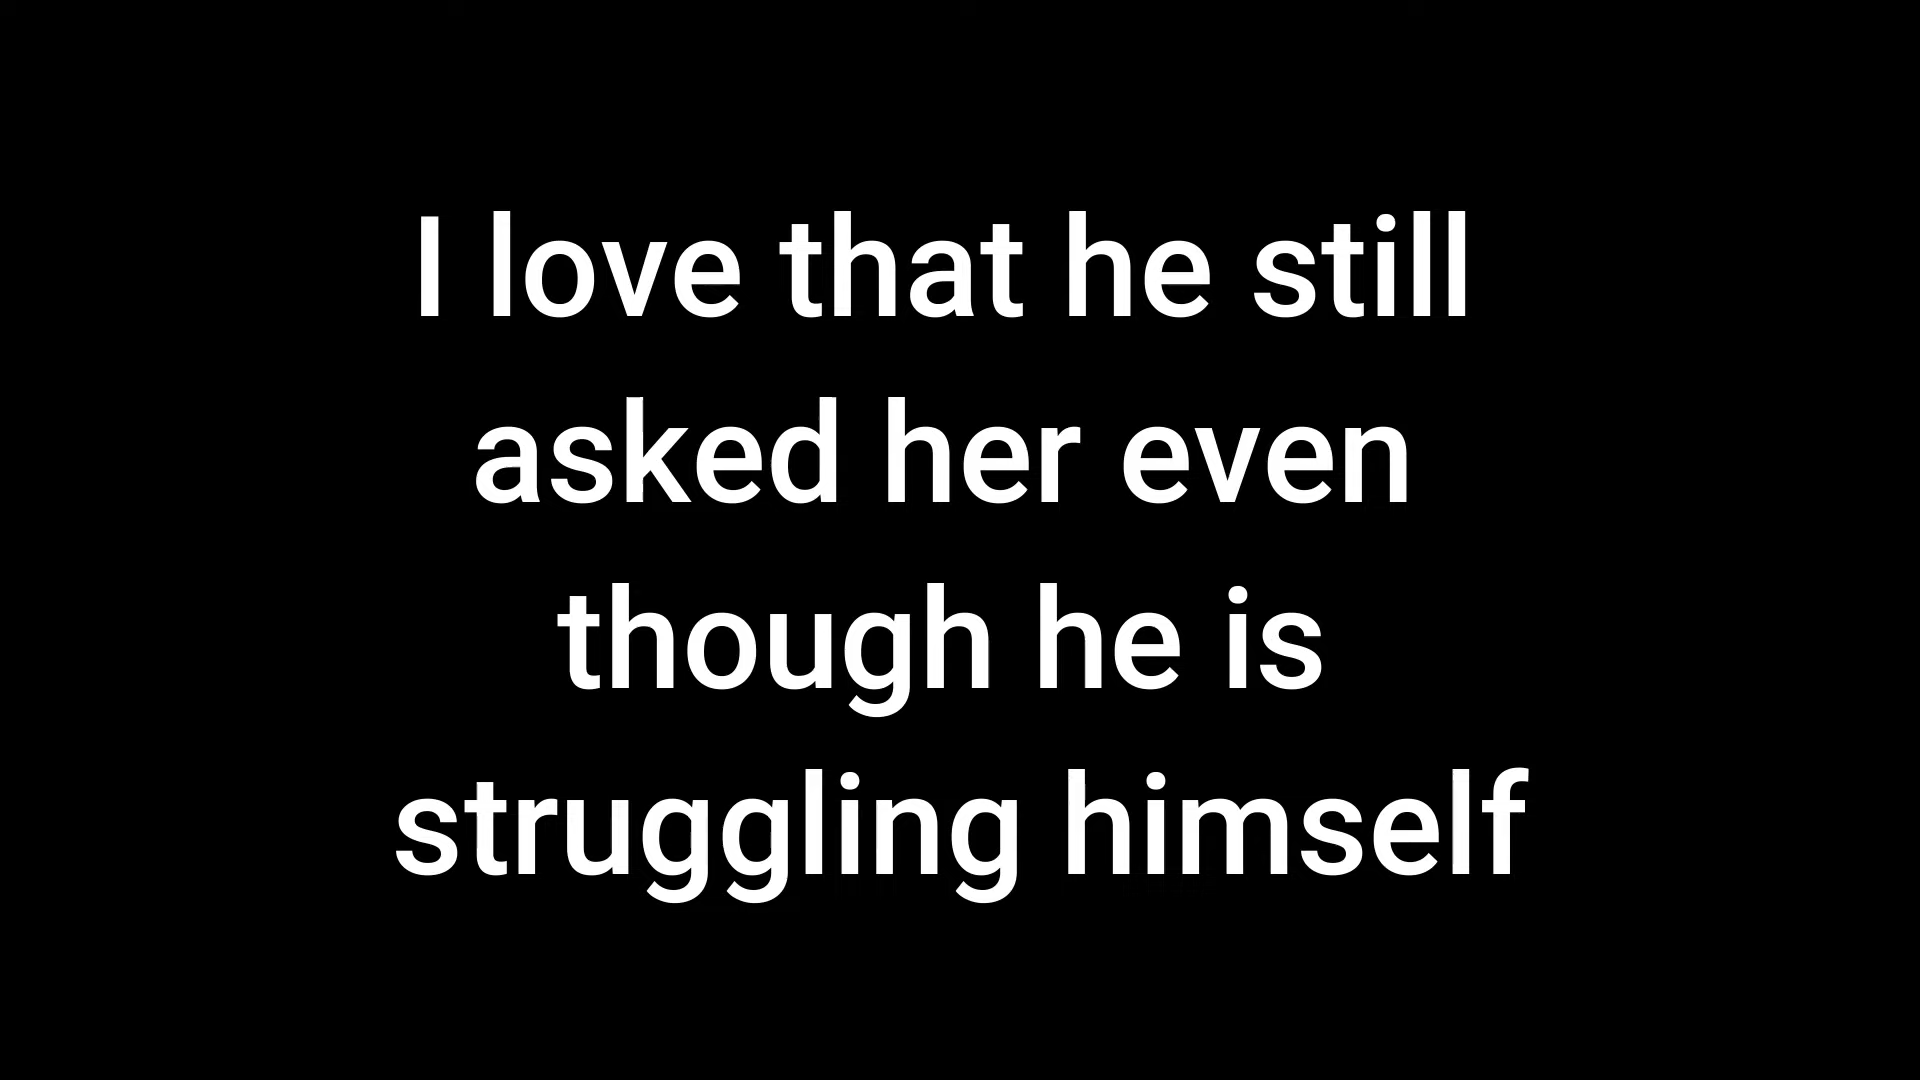 I love that he still
asked her even
though he is
struggling himself